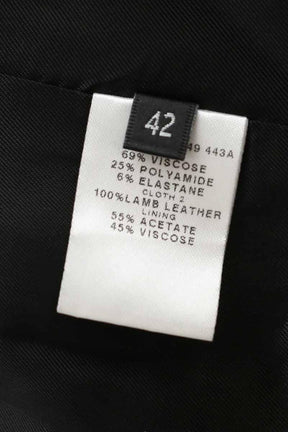 42
49 443A
69% VISCOSE
25% POLYAMIDE
6% ELASTANE
CLOTH 2
100%LAMB LEATHER
LINING
55% ACETATE
45% VISCOSE